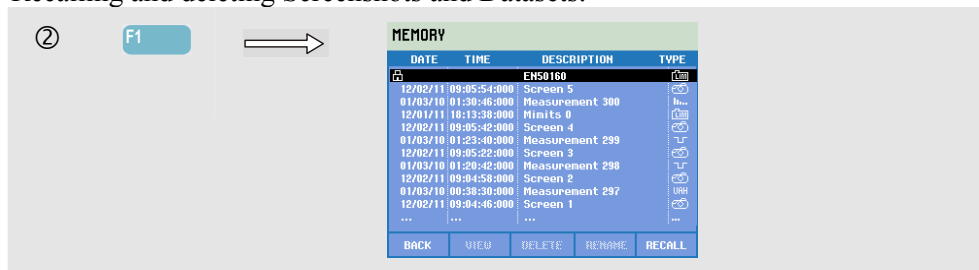 Recalling and deleting Screenshots and Datasets:
② F1
MEMORY
DATE TIME DESCRIPTION TYPE
EN50160
12/02/11 09:05:54:000 Screen 5
01/03/10 01:30:46:000 Measurement 300
12/01/11 18:13:38:000 Mimits 0
12/02/11 09:05:42:000 Screen 4
01/03/10 01:23:40:000 Measurement 299
12/02/11 09:05:22:000 Screen 3
01/03/10 01:20:42:000 Measurement 298
12/02/11 09:04:58:000 Screen 2
01/03/10 00:38:30:000 Measurement 297 VAH
12/02/11 09:04:46:000 Screen 1
... ... ... ...
BACK VIEW DELETE RENAME RECALL